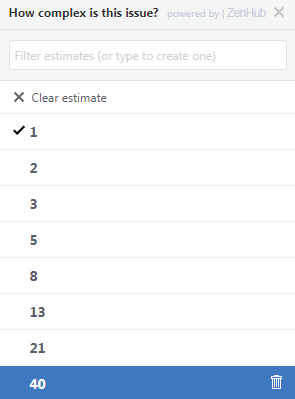 How complex is this issue? powered by | ZenHub
Filter estimates (or type to create one)
Clear estimate
1
2
3
5
8
13
21
40